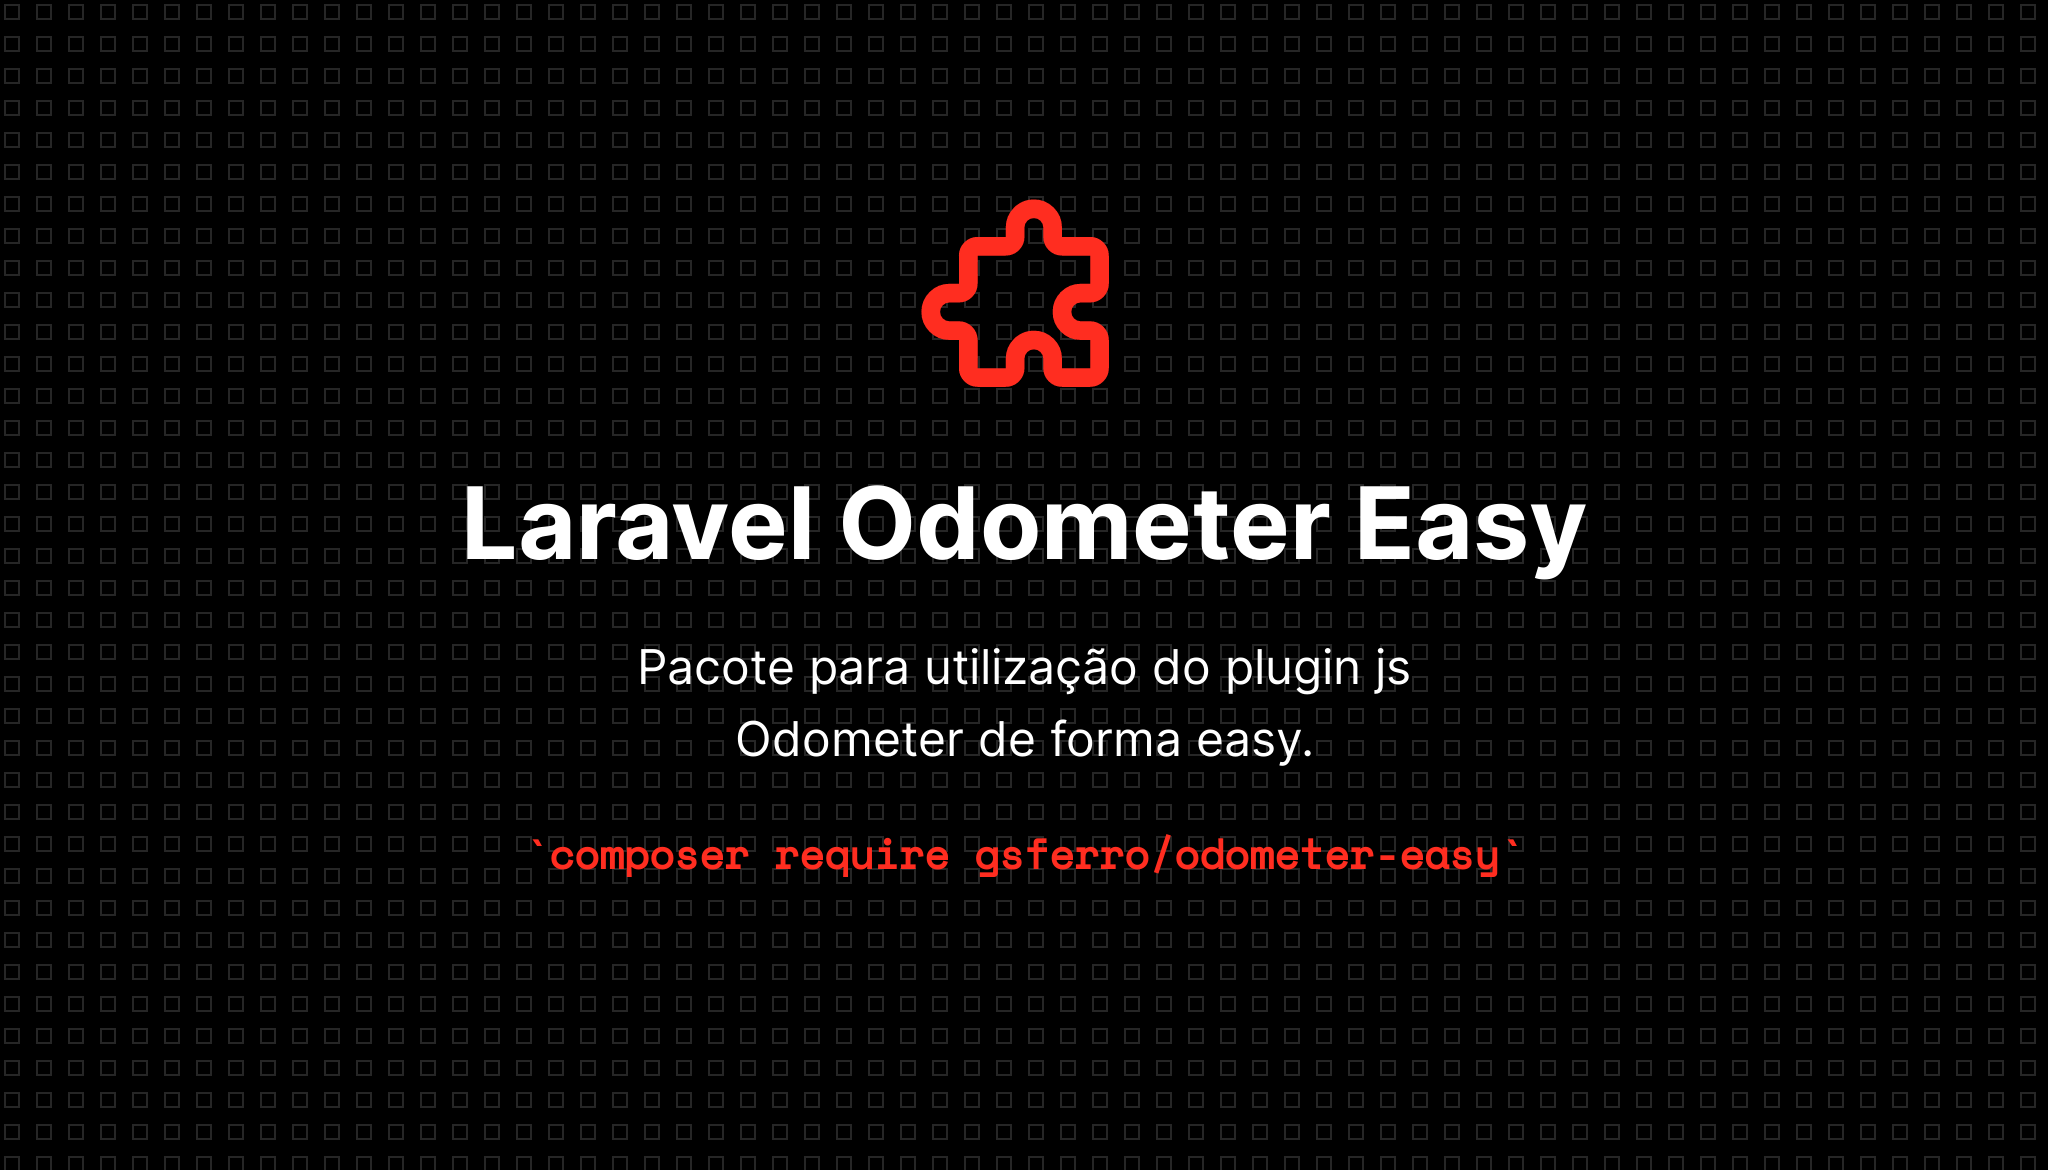 Laravel Odometer Easy
Pacote para utilização do plugin js
Odometer de forma easy.
`composer require gsferro/odometer-easy`